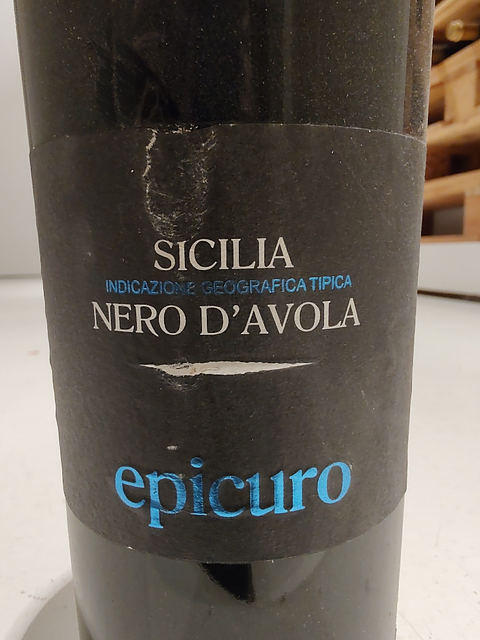 SICILIA
INDICAZIONE GEOGRAFICA TIPICA
NERO D'AVOLA
epicuro